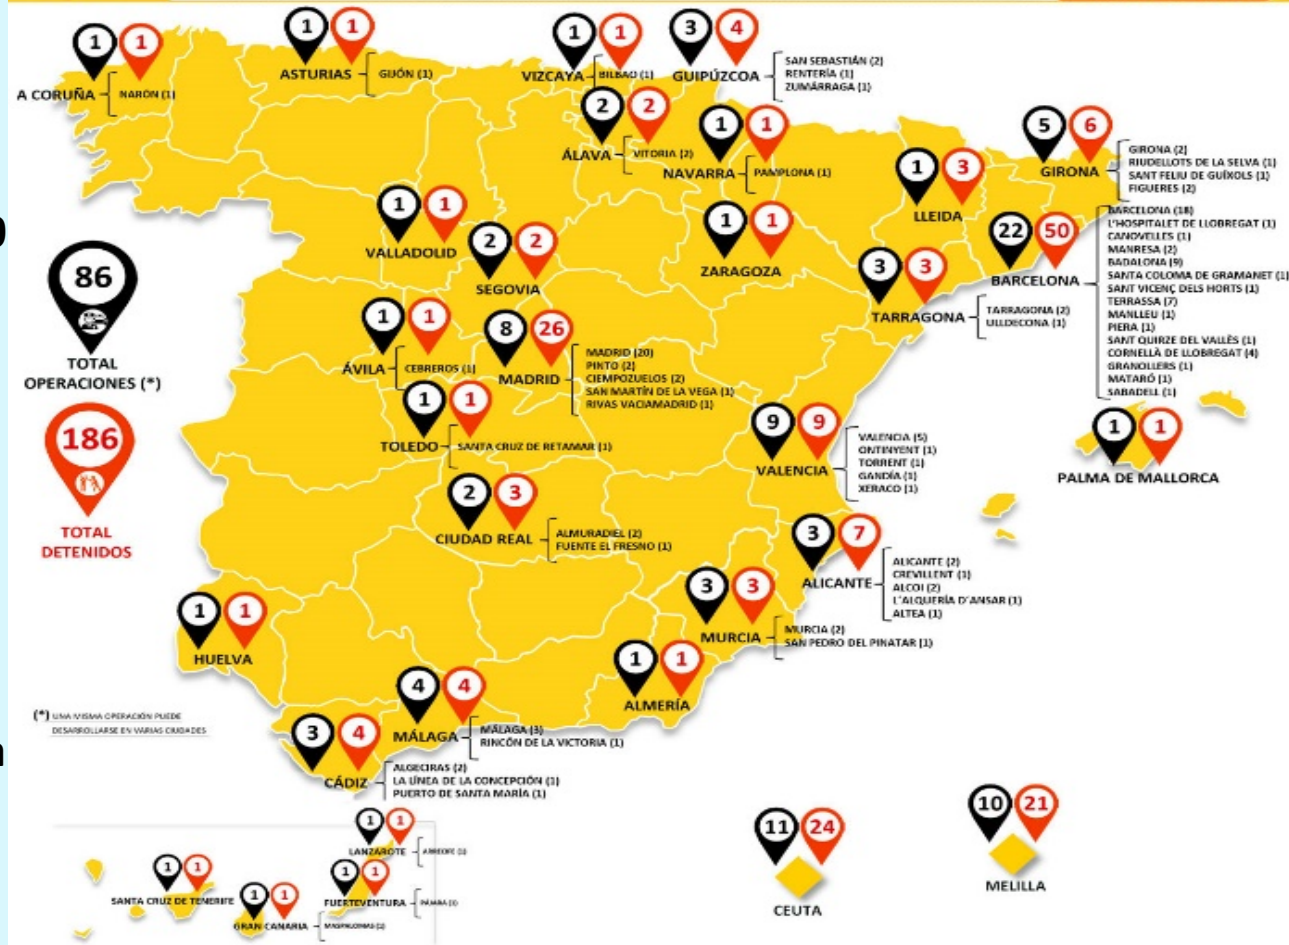 1 1
A CORUÑA
NARÓN (1)
1 1
ASTURIAS
GIJÓN (1)
1 1
VIZCAYA
BILBAO (1)
3 4
GUIPÚZCOA
SAN SEBASTIÁN (2)
RENTERÍA (1)
ZUMÁRRAGA (1)
2 2
ÁLAVA
VITORIA (2)
1 1
NAVARRA
PAMPLONA (1)
1 3
LLEIDA
5 6
GIRONA
GIRONA (2)
RIUDELLOTS DE LA SELVA (1)
SANT FELIU DE GUÍXOLS (1)
FIGUERES (2)
1 1
VALLADOLID
2 2
SEGOVIA
1 1
ZARAGOZA
3 3
TARRAGONA
TARRAGONA (2)
ULLDECONA (1)
22 50
BARCELONA
BARCELONA (18)
L'HOSPITALET DE LLOBREGAT (1)
CANOVELLES (1)
MANRESA (2)
BADALONA (9)
SANTA COLOMA DE GRAMANET (1)
SANT VICENÇ DELS HORTS (1)
TERRASSA (7)
MANLLEU (1)
PIERA (1)
SANT QUIRZE DEL VALLÈS (1)
CORNELLÀ DE LLOBREGAT (4)
GRANOLLERS (1)
MATARÓ (1)
SABADELL (1)
86
TOTAL
OPERACIONES (*)
186
TOTAL
DETENIDOS
1 1
ÁVILA
CEBREROS (1)
8 26
MADRID
MADRID (20)
PINTO (2)
CIEMPOZUELOS (2)
SAN MARTÍN DE LA VEGA (1)
RIVAS VACIAMADRID (1)
1 1
TOLEDO
SANTA CRUZ DE RETAMAR (1)
9 9
VALENCIA
VALENCIA (5)
ONTINYENT (1)
TORRENT (1)
GANDÍA (1)
XERACO (1)
1 1
PALMA DE MALLORCA
2 3
CIUDAD REAL
ALMURADIEL (2)
FUENTE EL FRESNO (1)
3 7
ALICANTE
ALICANTE (2)
CREVILLENT (1)
ALCOI (2)
L'ALQUERÍA D'ANSAR (1)
ALTEA (1)
3 3
MURCIA
MURCIA (2)
SAN PEDRO DEL PINATAR (1)
1 1
HUELVA
1 1
ALMERÍA
4 4
MÁLAGA
MÁLAGA (3)
RINCÓN DE LA VICTORIA (1)
3 4
CÁDIZ
ALGECIRAS (2)
LA LÍNEA DE LA CONCEPCIÓN (1)
PUERTO DE SANTA MARÍA (1)
(*) UNA MISMA OPERACIÓN PUEDE
DESARROLLARSE EN VARIAS CIUDADES
1 1
LANZAROTE
ARRECIFE (1)
1 1
SANTA CRUZ DE TENERIFE
1 1
GRAN CANARIA
MASPALOMAS (1)
1 1
FUERTEVENTURA
PÁJARA (1)
11 24
CEUTA
10 21
MELILLA